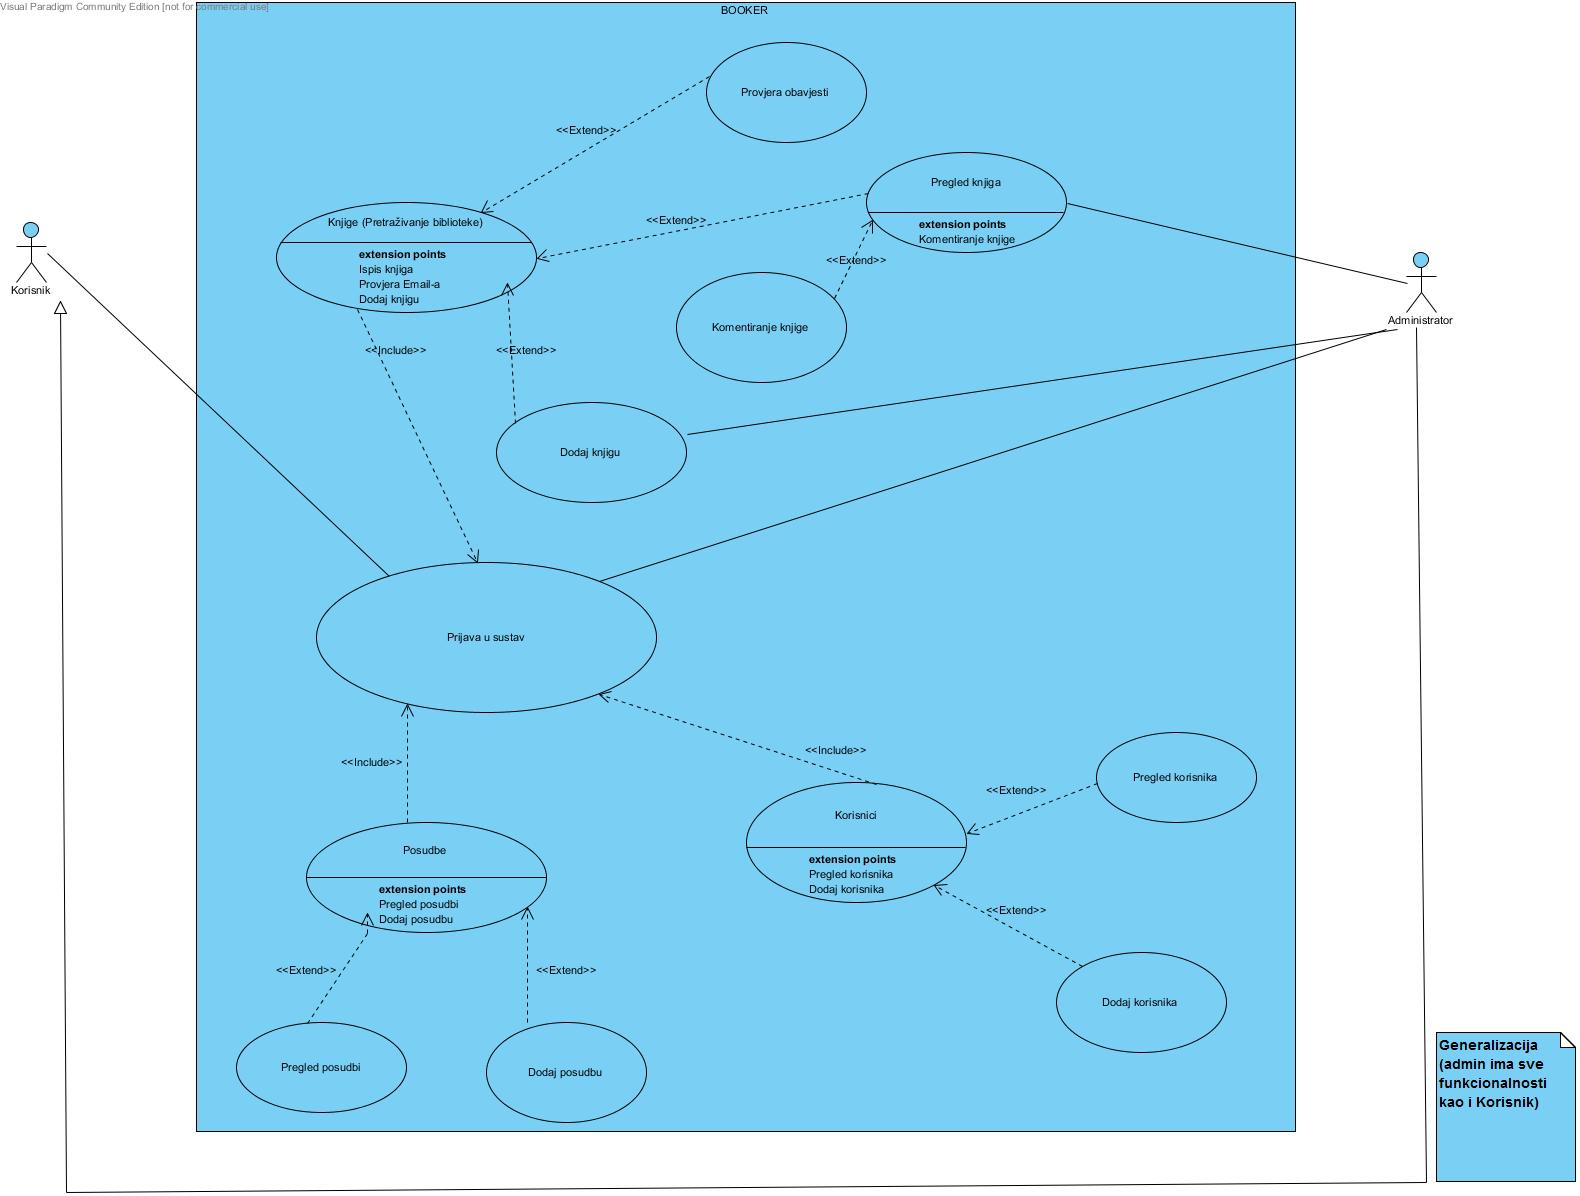 Visual Paradigm Community Edition [not for commercial use]
BOOKER
Provjera obavjesti
<<Extend>>
Pregled knjiga
extension points
Komentiranje knjige
<<Extend>>
Knjige (Pretraživanje biblioteke)
extension points
Ispis knjiga
Provjera Email-a
Dodaj knjigu
<<Extend>>
Korisnik
Administrator
Komentiranje knjige
<<Include>>
<<Extend>>
Dodaj knjigu
Prijava u sustav
<<Include>>
<<Include>>
Pregled korisnika
<<Extend>>
Korisnici
extension points
Pregled korisnika
Dodaj korisnika
Posudbe
extension points
Pregled posudbi
Dodaj posudbu
<<Extend>>
<<Extend>>
<<Extend>>
Dodaj korisnika
Pregled posudbi
Dodaj posudbu
Generalizacija
(admin ima sve
funkcionalnosti
kao i Korisnik)